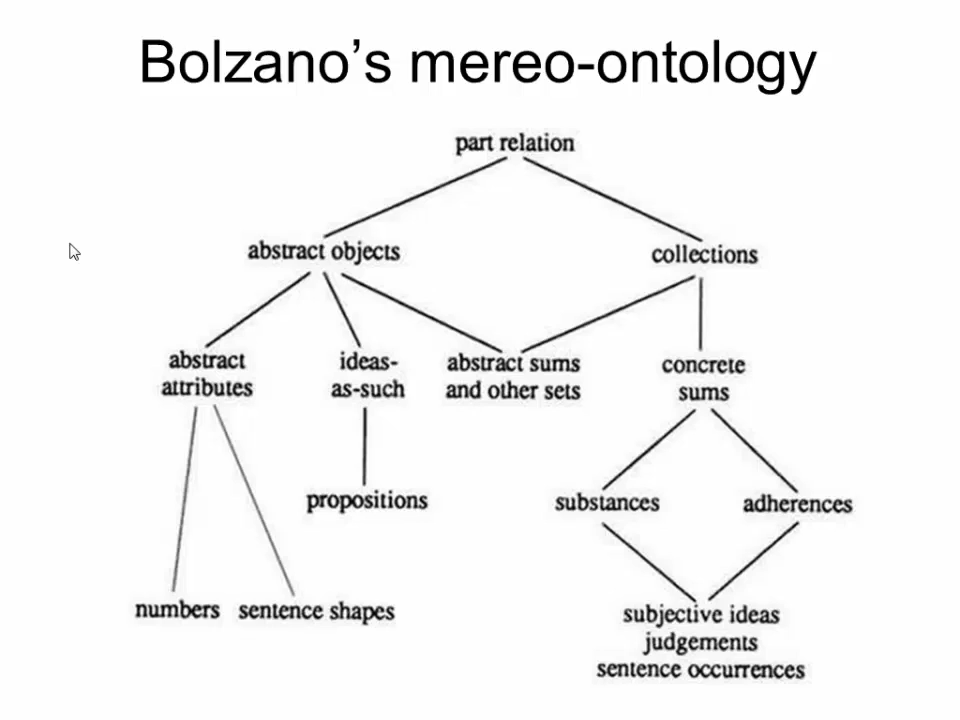 Bolzano’s mereo-ontology
part relation
abstract objects
collections
abstract
attributes
ideas-
as-such
abstract sums
and other sets
concrete
sums
propositions
substances
adherences
numbers
sentence shapes
subjective ideas
judgements
sentence occurrences